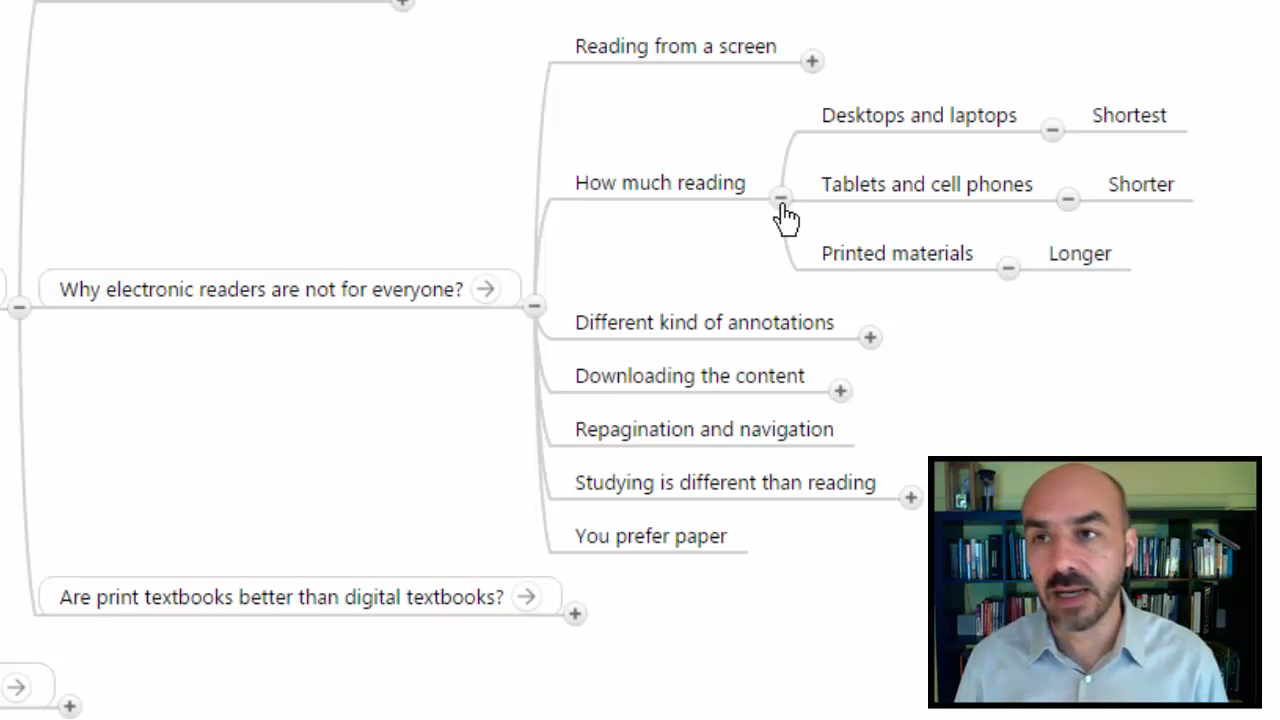 Reading from a screen
Desktops and laptops
Shortest
How much reading
Tablets and cell phones
Shorter
Printed materials
Longer
Why electronic readers are not for everyone?
Different kind of annotations
Downloading the content
Repagination and navigation
Studying is different than reading
You prefer paper
Are print textbooks better than digital textbooks?